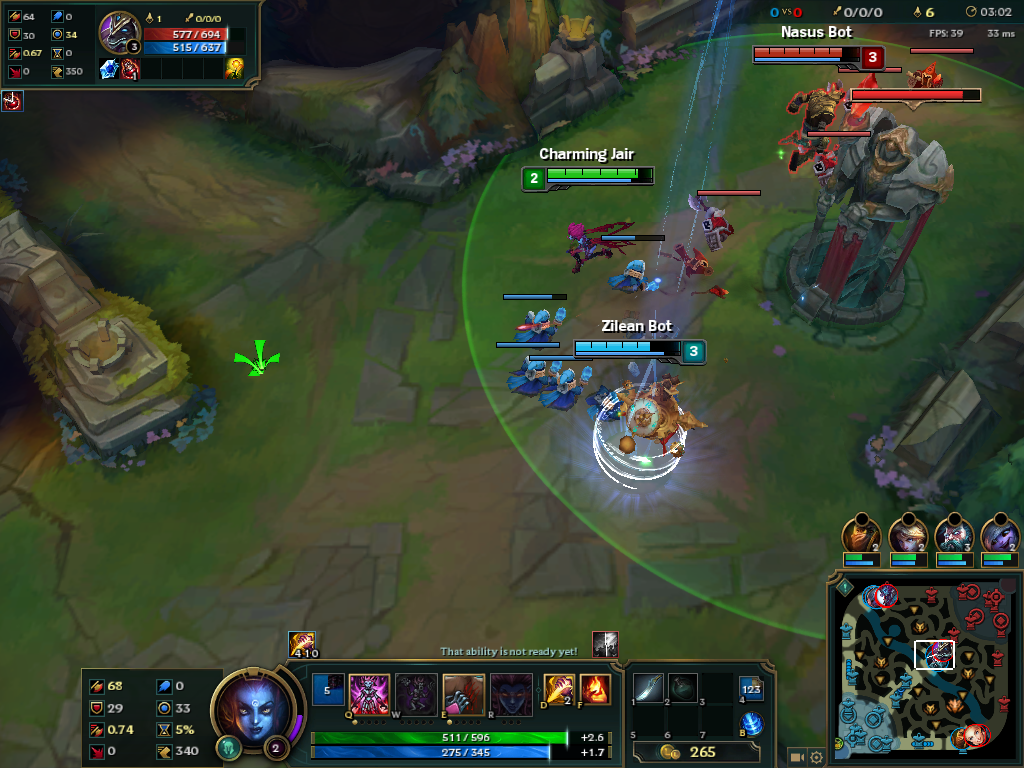 64 0
30 34
0.67 0
0 350
1 0/0/0
577 / 694
515 / 637
3
0 vs 0 0/0/0 6 03:02
FPS: 39 33 ms
Nasus Bot
3
Charming Jair
2
Zilean Bot
3
2 2 3 2
4:10
That ability is not ready yet!
68 0
29 33
0.74 5%
0 340
2
5
Q W E R D 2 F
511 / 596 +2.6
275 / 345 +1.7
1 2 3 123 4
5 6 7 B
265